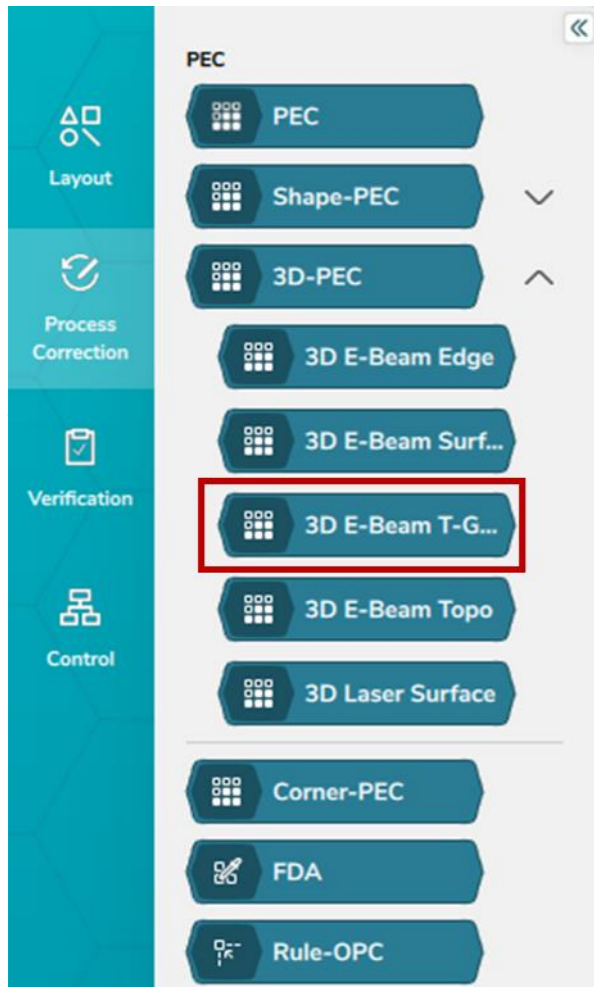 PEC
PEC
Layout
Shape-PEC
3D-PEC
Process
Correction
3D E-Beam Edge
3D E-Beam Surf...
Verification
3D E-Beam T-G...
3D E-Beam Topo
Control
3D Laser Surface
Corner-PEC
FDA
Rule-OPC